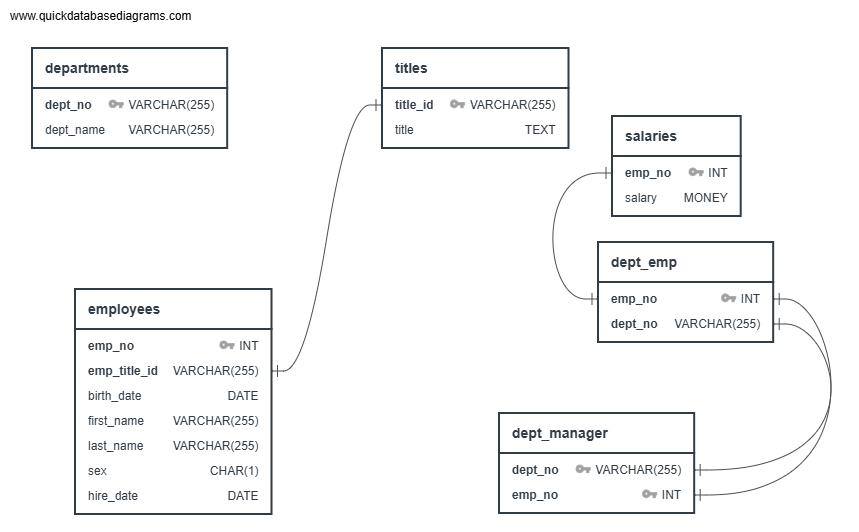 www.quickdatabasediagrams.com
departments
dept_no VARCHAR(255)
dept_name VARCHAR(255)
titles
title_id VARCHAR(255)
title TEXT
salaries
emp_no INT
salary MONEY
dept_emp
emp_no INT
dept_no VARCHAR(255)
employees
emp_no INT
emp_title_id VARCHAR(255)
birth_date DATE
first_name VARCHAR(255)
last_name VARCHAR(255)
sex CHAR(1)
hire_date DATE
dept_manager
dept_no VARCHAR(255)
emp_no INT